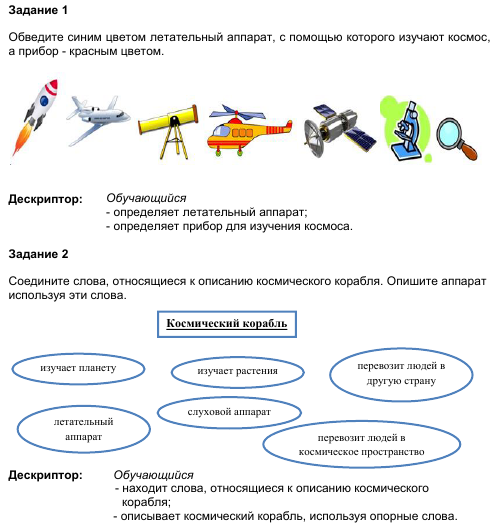 Задание 1
Обведите синим цветом летательный аппарат, с помощью которого изучают космос,
а прибор - красным цветом.
Дескриптор: Обучающийся
- определяет летательный аппарат;
- определяет прибор для изучения космоса.
Задание 2
Соедините слова, относящиеся к описанию космического корабля. Опишите аппарат
используя эти слова.
Космический корабль
изучает планету
изучает растения
перевозит людей в
другую страну
летательный
аппарат
слуховой аппарат
перевозит людей в
космическое пространство
Дескриптор: Обучающийся
- находит слова, относящиеся к описанию космического
корабля;
- описывает космический корабль, используя опорные слова.